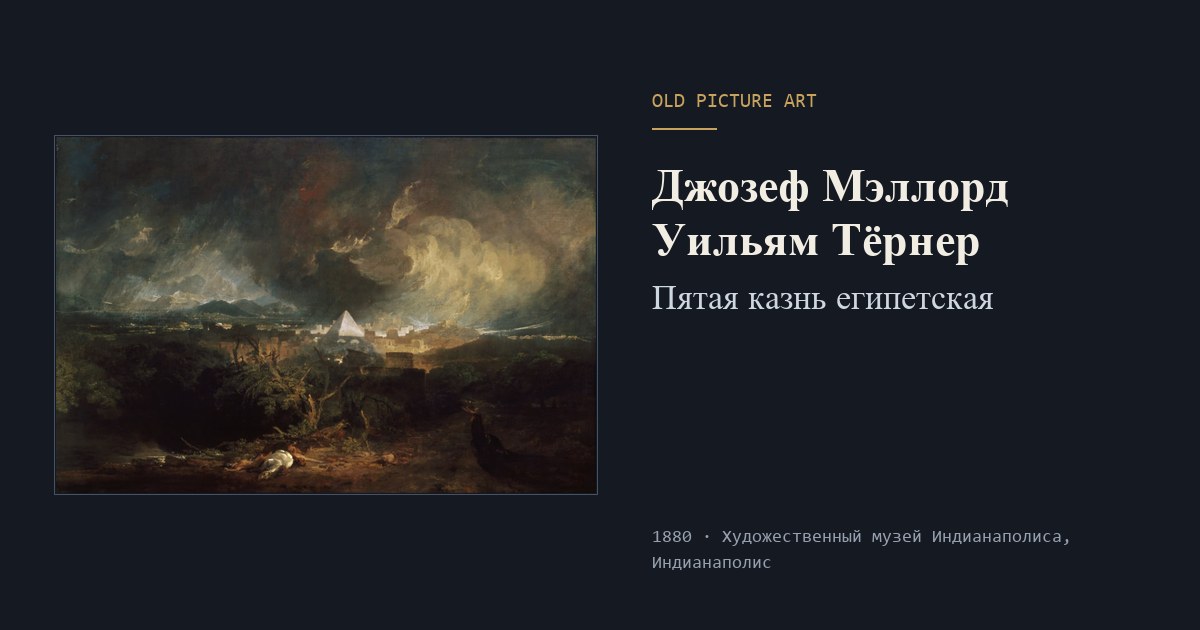 OLD PICTURE ART
Джозеф Мэллорд
Уильям Тёрнер
Пятая казнь египетская
1880 · Художественный музей Индианаполиса,
Индианаполис